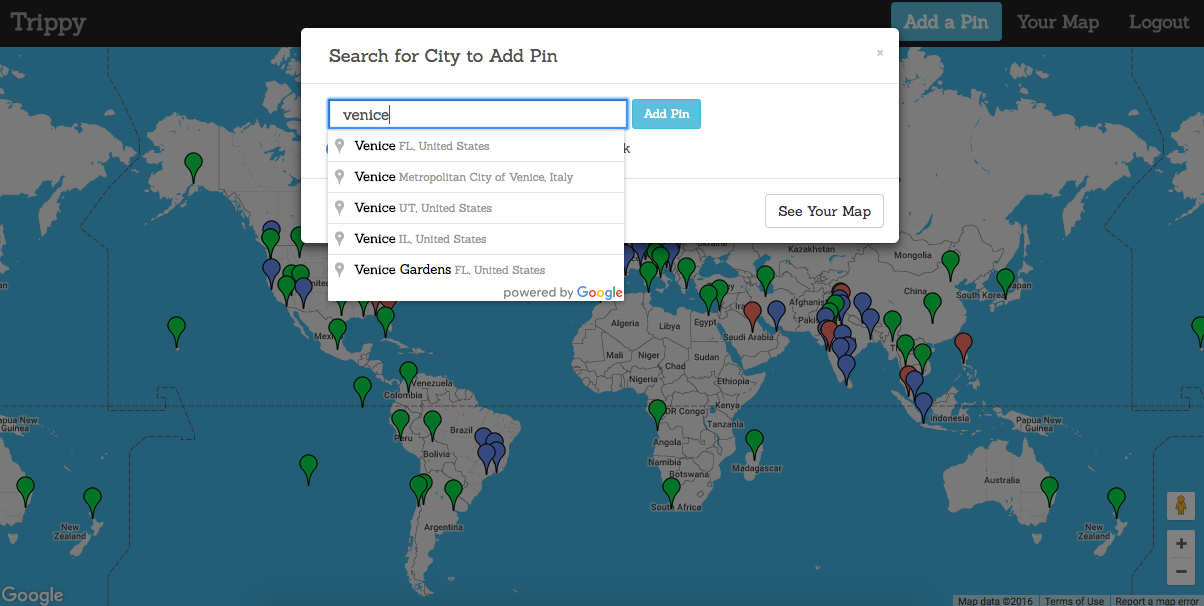 Trippy
Add a Pin
Your Map
Logout
Search for City to Add Pin
×
venice
Add Pin
Venice FL, United States
Venice Metropolitan City of Venice, Italy
Venice UT, United States
Venice IL, United States
Venice Gardens FL, United States
powered by Google
k
See Your Map
Ukraine
Kazakhstan
Mongolia
China
South Korea
Japan
Afghanistan
Algeria
Libya
Egypt
Saudi Arabia
Mali
Niger
Sudan
Chad
Nigeria
Ethiopia
DR Congo
Kenya
Tanzania
Angola
Namibia
Botswana
Madagascar
South Africa
Venezuela
Colombia
Peru
Brazil
Bolivia
Argentina
Indonesia
Papua New
Guinea
Australia
New
Zealand
New
Zealand
Google
Map data ©2016
Terms of Use
Report a map error
+
−